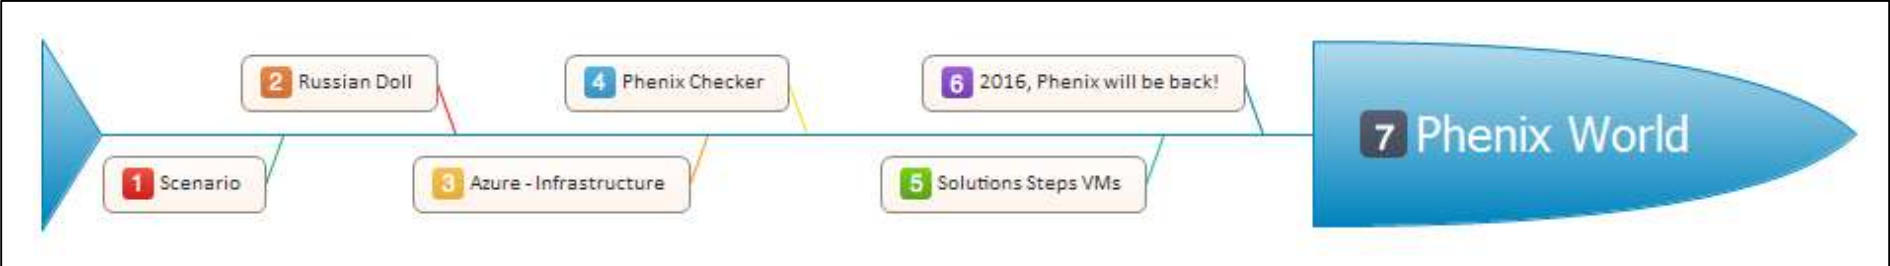 1 Scenario
2 Russian Doll
3 Azure - Infrastructure
4 Phenix Checker
5 Solutions Steps VMs
6 2016, Phenix will be back!
7 Phenix World